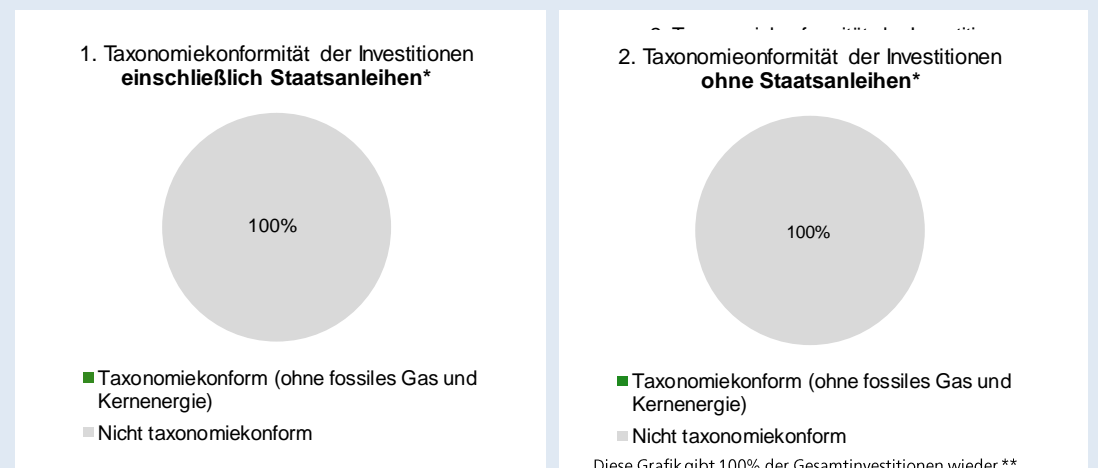 1. Taxonomiekonformität der Investitionen
einschließlich Staatsanleihen*
100%
Taxonomiekonform (ohne fossiles Gas und
Kernenergie)
Nicht taxonomiekonform
2. Taxonomieonformität der Investitionen
ohne Staatsanleihen*
100%
Taxonomiekonform (ohne fossiles Gas und
Kernenergie)
Nicht taxonomiekonform
Diese Grafik gibt 100% der Gesamtinvestitionen wieder.**